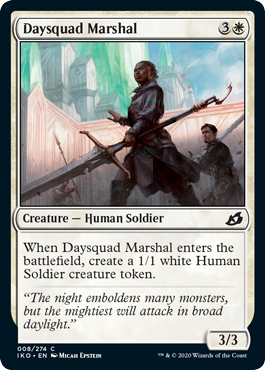 Daysquad Marshal 3
Creature — Human Soldier
When Daysquad Marshal enters the
battlefield, create a 1/1 white Human
Soldier creature token.
“The night emboldens many monsters,
but the mightiest will attack in broad
daylight.”
3/3
008/274 C
IKO • EN Micah Epstein
™ & © 2020 Wizards of the Coast